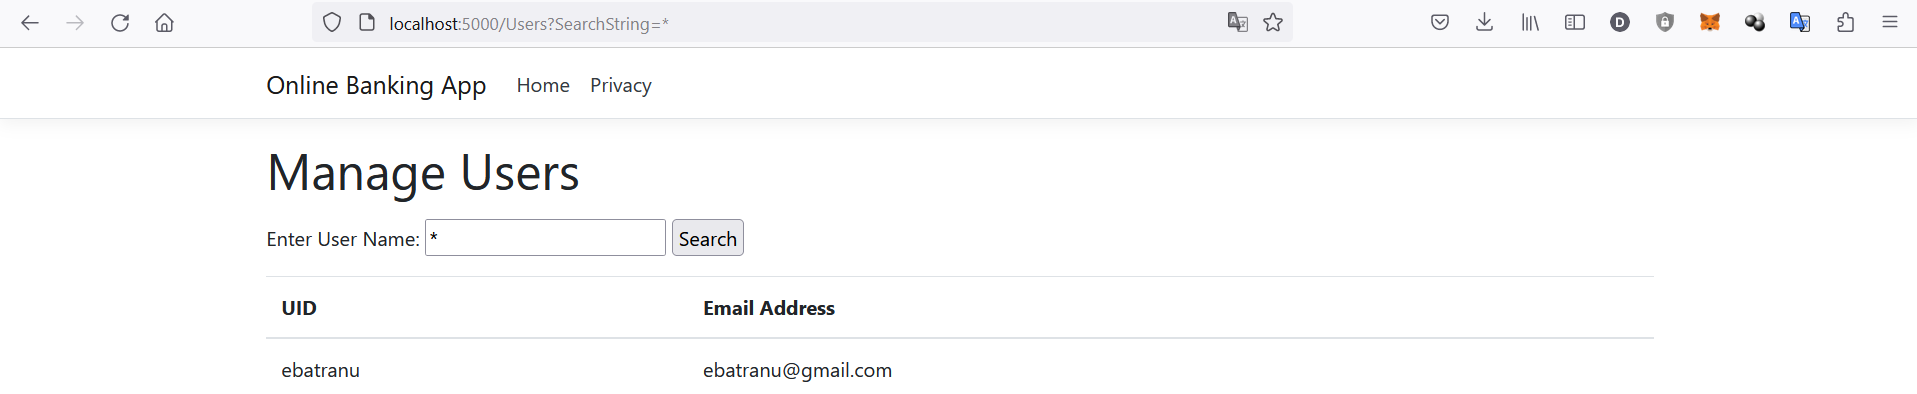 localhost:5000/Users?SearchString=*
Online Banking App Home Privacy
Manage Users
Enter User Name: * Search
UID Email Address
ebatranu ebatranu@gmail.com